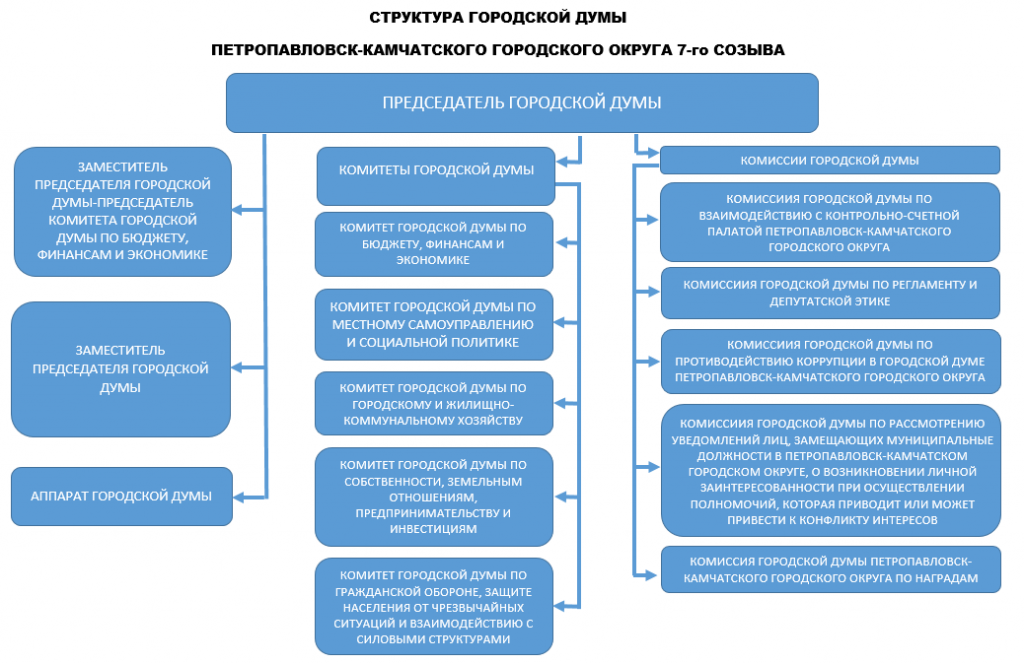 СТРУКТУРА ГОРОДСКОЙ ДУМЫ
ПЕТРОПАВЛОВСК-КАМЧАТСКОГО ГОРОДСКОГО ОКРУГА 7-го СОЗЫВА
ПРЕДСЕДАТЕЛЬ ГОРОДСКОЙ ДУМЫ
ЗАМЕСТИТЕЛЬ
ПРЕДСЕДАТЕЛЯ ГОРОДСКОЙ
ДУМЫ-ПРЕДСЕДАТЕЛЬ
КОМИТЕТА ГОРОДСКОЙ
ДУМЫ ПО БЮДЖЕТУ,
ФИНАНСАМ И ЭКОНОМИКЕ
ЗАМЕСТИТЕЛЬ
ПРЕДСЕДАТЕЛЯ ГОРОДСКОЙ
ДУМЫ
АППАРАТ ГОРОДСКОЙ ДУМЫ
КОМИТЕТЫ ГОРОДСКОЙ ДУМЫ
КОМИТЕТ ГОРОДСКОЙ ДУМЫ ПО
БЮДЖЕТУ, ФИНАНСАМ И
ЭКОНОМИКЕ
КОМИТЕТ ГОРОДСКОЙ ДУМЫ ПО
МЕСТНОМУ САМОУПРАВЛЕНИЮ
И СОЦИАЛЬНОЙ ПОЛИТИКЕ
КОМИТЕТ ГОРОДСКОЙ ДУМЫ ПО
ГОРОДСКОМУ И ЖИЛИЩНО-
КОММУНАЛЬНОМУ ХОЗЯЙСТВУ
КОМИТЕТ ГОРОДСКОЙ ДУМЫ ПО
СОБСТВЕННОСТИ, ЗЕМЕЛЬНЫМ
ОТНОШЕНИЯМ,
ПРЕДПРИНИМАТЕЛЬСТВУ И
ИНВЕСТИЦИЯМ
КОМИТЕТ ГОРОДСКОЙ ДУМЫ ПО
ГРАЖДАНСКОЙ ОБОРОНЕ, ЗАЩИТЕ
НАСЕЛЕНИЯ ОТ ЧРЕЗВЫЧАЙНЫХ
СИТУАЦИЙ И ВЗАИМОДЕЙСТВИЮ С
СИЛОВЫМИ СТРУКТУРАМИ
КОМИССИИ ГОРОДСКОЙ ДУМЫ
КОМИССИИЯ ГОРОДСКОЙ ДУМЫ ПО
ВЗАИМОДЕЙСТВИЮ С КОНТРОЛЬНО-СЧЕТНОЙ
ПАЛАТОЙ ПЕТРОПАВЛОВСК-КАМЧАТСКОГО
ГОРОДСКОГО ОКРУГА
КОМИССИИЯ ГОРОДСКОЙ ДУМЫ ПО РЕГЛАМЕНТУ И
ДЕПУТАТСКОЙ ЭТИКЕ
КОМИССИИЯ ГОРОДСКОЙ ДУМЫ ПО
ПРОТИВОДЕЙСТВИЮ КОРРУПЦИИ В ГОРОДСКОЙ ДУМЕ
ПЕТРОПАВЛОВСК-КАМЧАТСКОГО ГОРОДСКОГО ОКРУГА
КОМИССИИЯ ГОРОДСКОЙ ДУМЫ ПО РАССМОТРЕНИЮ
УВЕДОМЛЕНИЙ ЛИЦ, ЗАМЕЩАЮЩИХ МУНИЦИПАЛЬНЫЕ
ДОЛЖНОСТИ В ПЕТРОПАВЛОВСК-КАМЧАТСКОМ
ГОРОДСКОМ ОКРУГЕ, О ВОЗНИКНОВЕНИИ ЛИЧНОЙ
ЗАИНТЕРЕСОВАННОСТИ ПРИ ОСУЩЕСТВЛЕНИИ
ПОЛНОМОЧИЙ, КОТОРАЯ ПРИВОДИТ ИЛИ МОЖЕТ
ПРИВЕСТИ К КОНФЛИКТУ ИНТЕРЕСОВ
КОМИССИЯ ГОРОДСКОЙ ДУМЫ ПЕТРОПАВЛОВСК-
КАМЧАТСКОГО ГОРОДСКОГО ОКРУГА ПО НАГРАДАМ